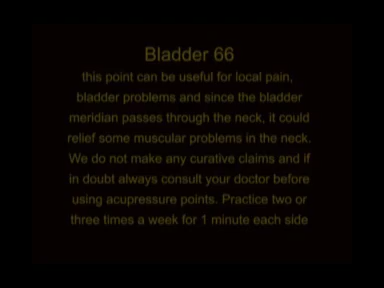 Bladder 66
this point can be useful for local pain,
bladder problems and since the bladder
meridian passes through the neck, it could
relief some muscular problems in the neck.
We do not make any curative claims and if
in doubt always consult your doctor before
using acupressure points. Practice two or
three times a week for 1 minute each side